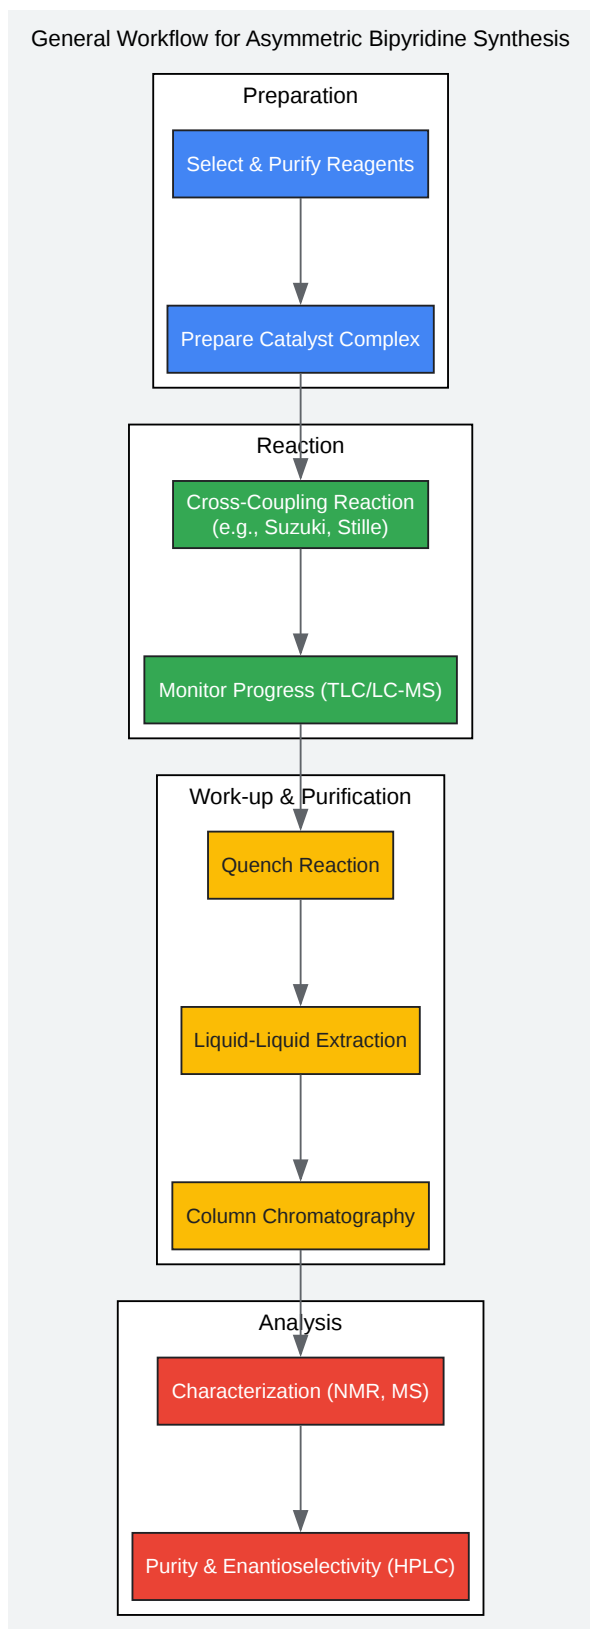 General Workflow for Asymmetric Bipyridine Synthesis
Preparation
Select & Purify Reagents
Prepare Catalyst Complex
Reaction
Cross-Coupling Reaction
(e.g., Suzuki, Stille)
Monitor Progress (TLC/LC-MS)
Work-up & Purification
Quench Reaction
Liquid-Liquid Extraction
Column Chromatography
Analysis
Characterization (NMR, MS)
Purity & Enantioselectivity (HPLC)